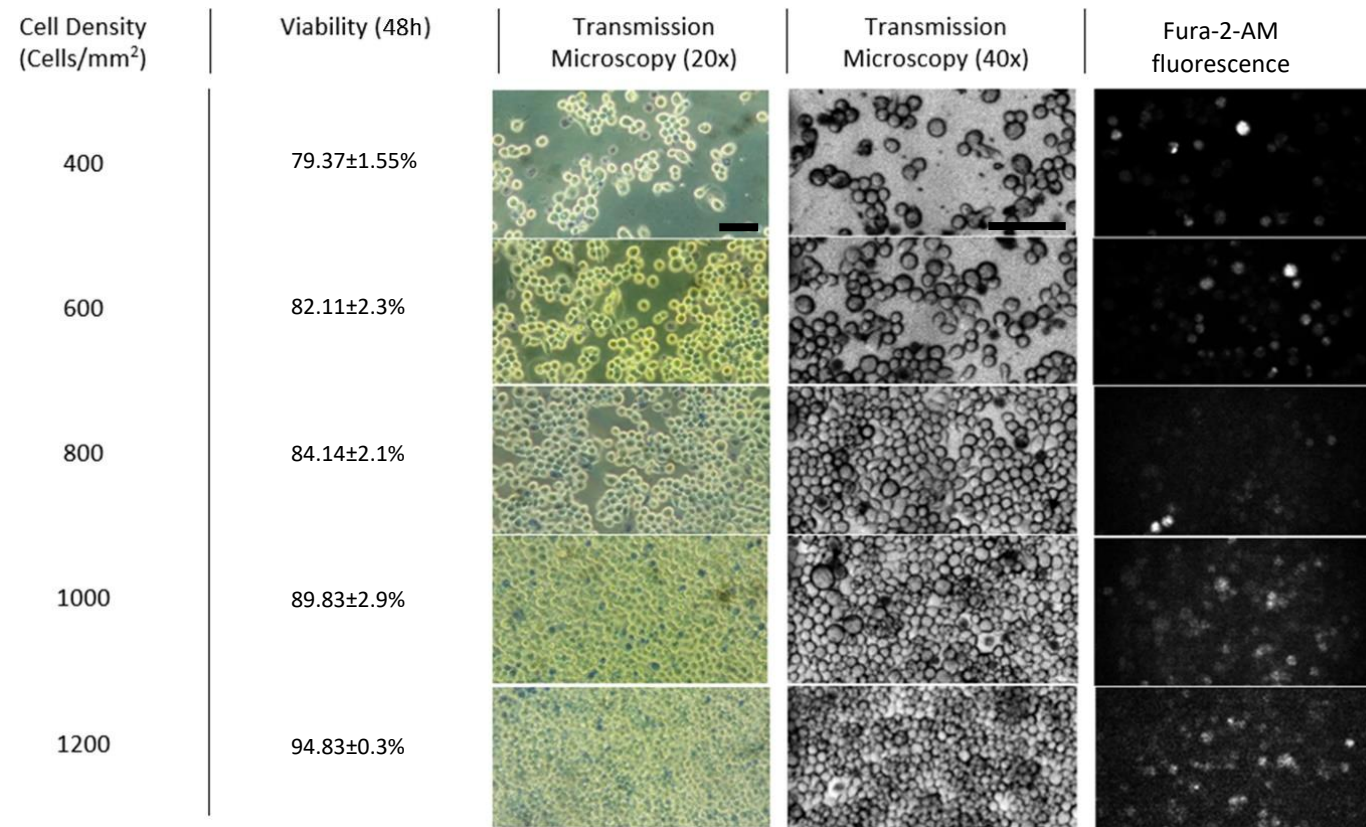 Cell Density
(Cells/mm²)
Viability (48h)
Transmission
Microscopy (20x)
Transmission
Microscopy (40x)
Fura-2-AM
fluorescence
400
79.37±1.55%
600
82.11±2.3%
800
84.14±2.1%
1000
89.83±2.9%
1200
94.83±0.3%